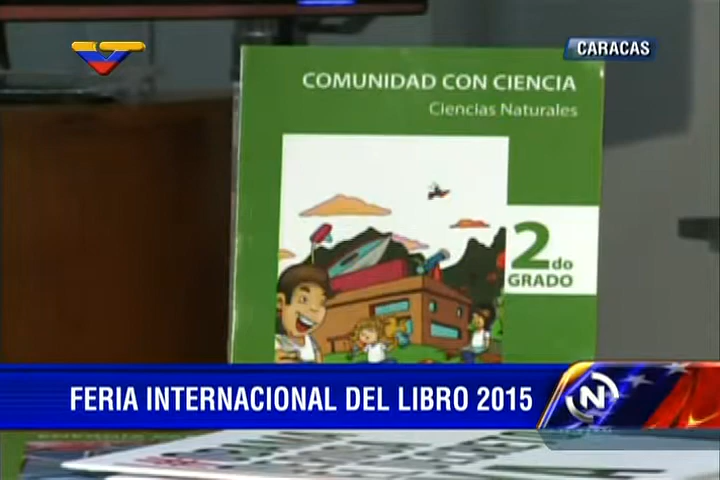 CARACAS
COMUNIDAD CON CIENCIA
Ciencias Naturales
2do
GRADO
FERIA INTERNACIONAL DEL LIBRO 2015
N